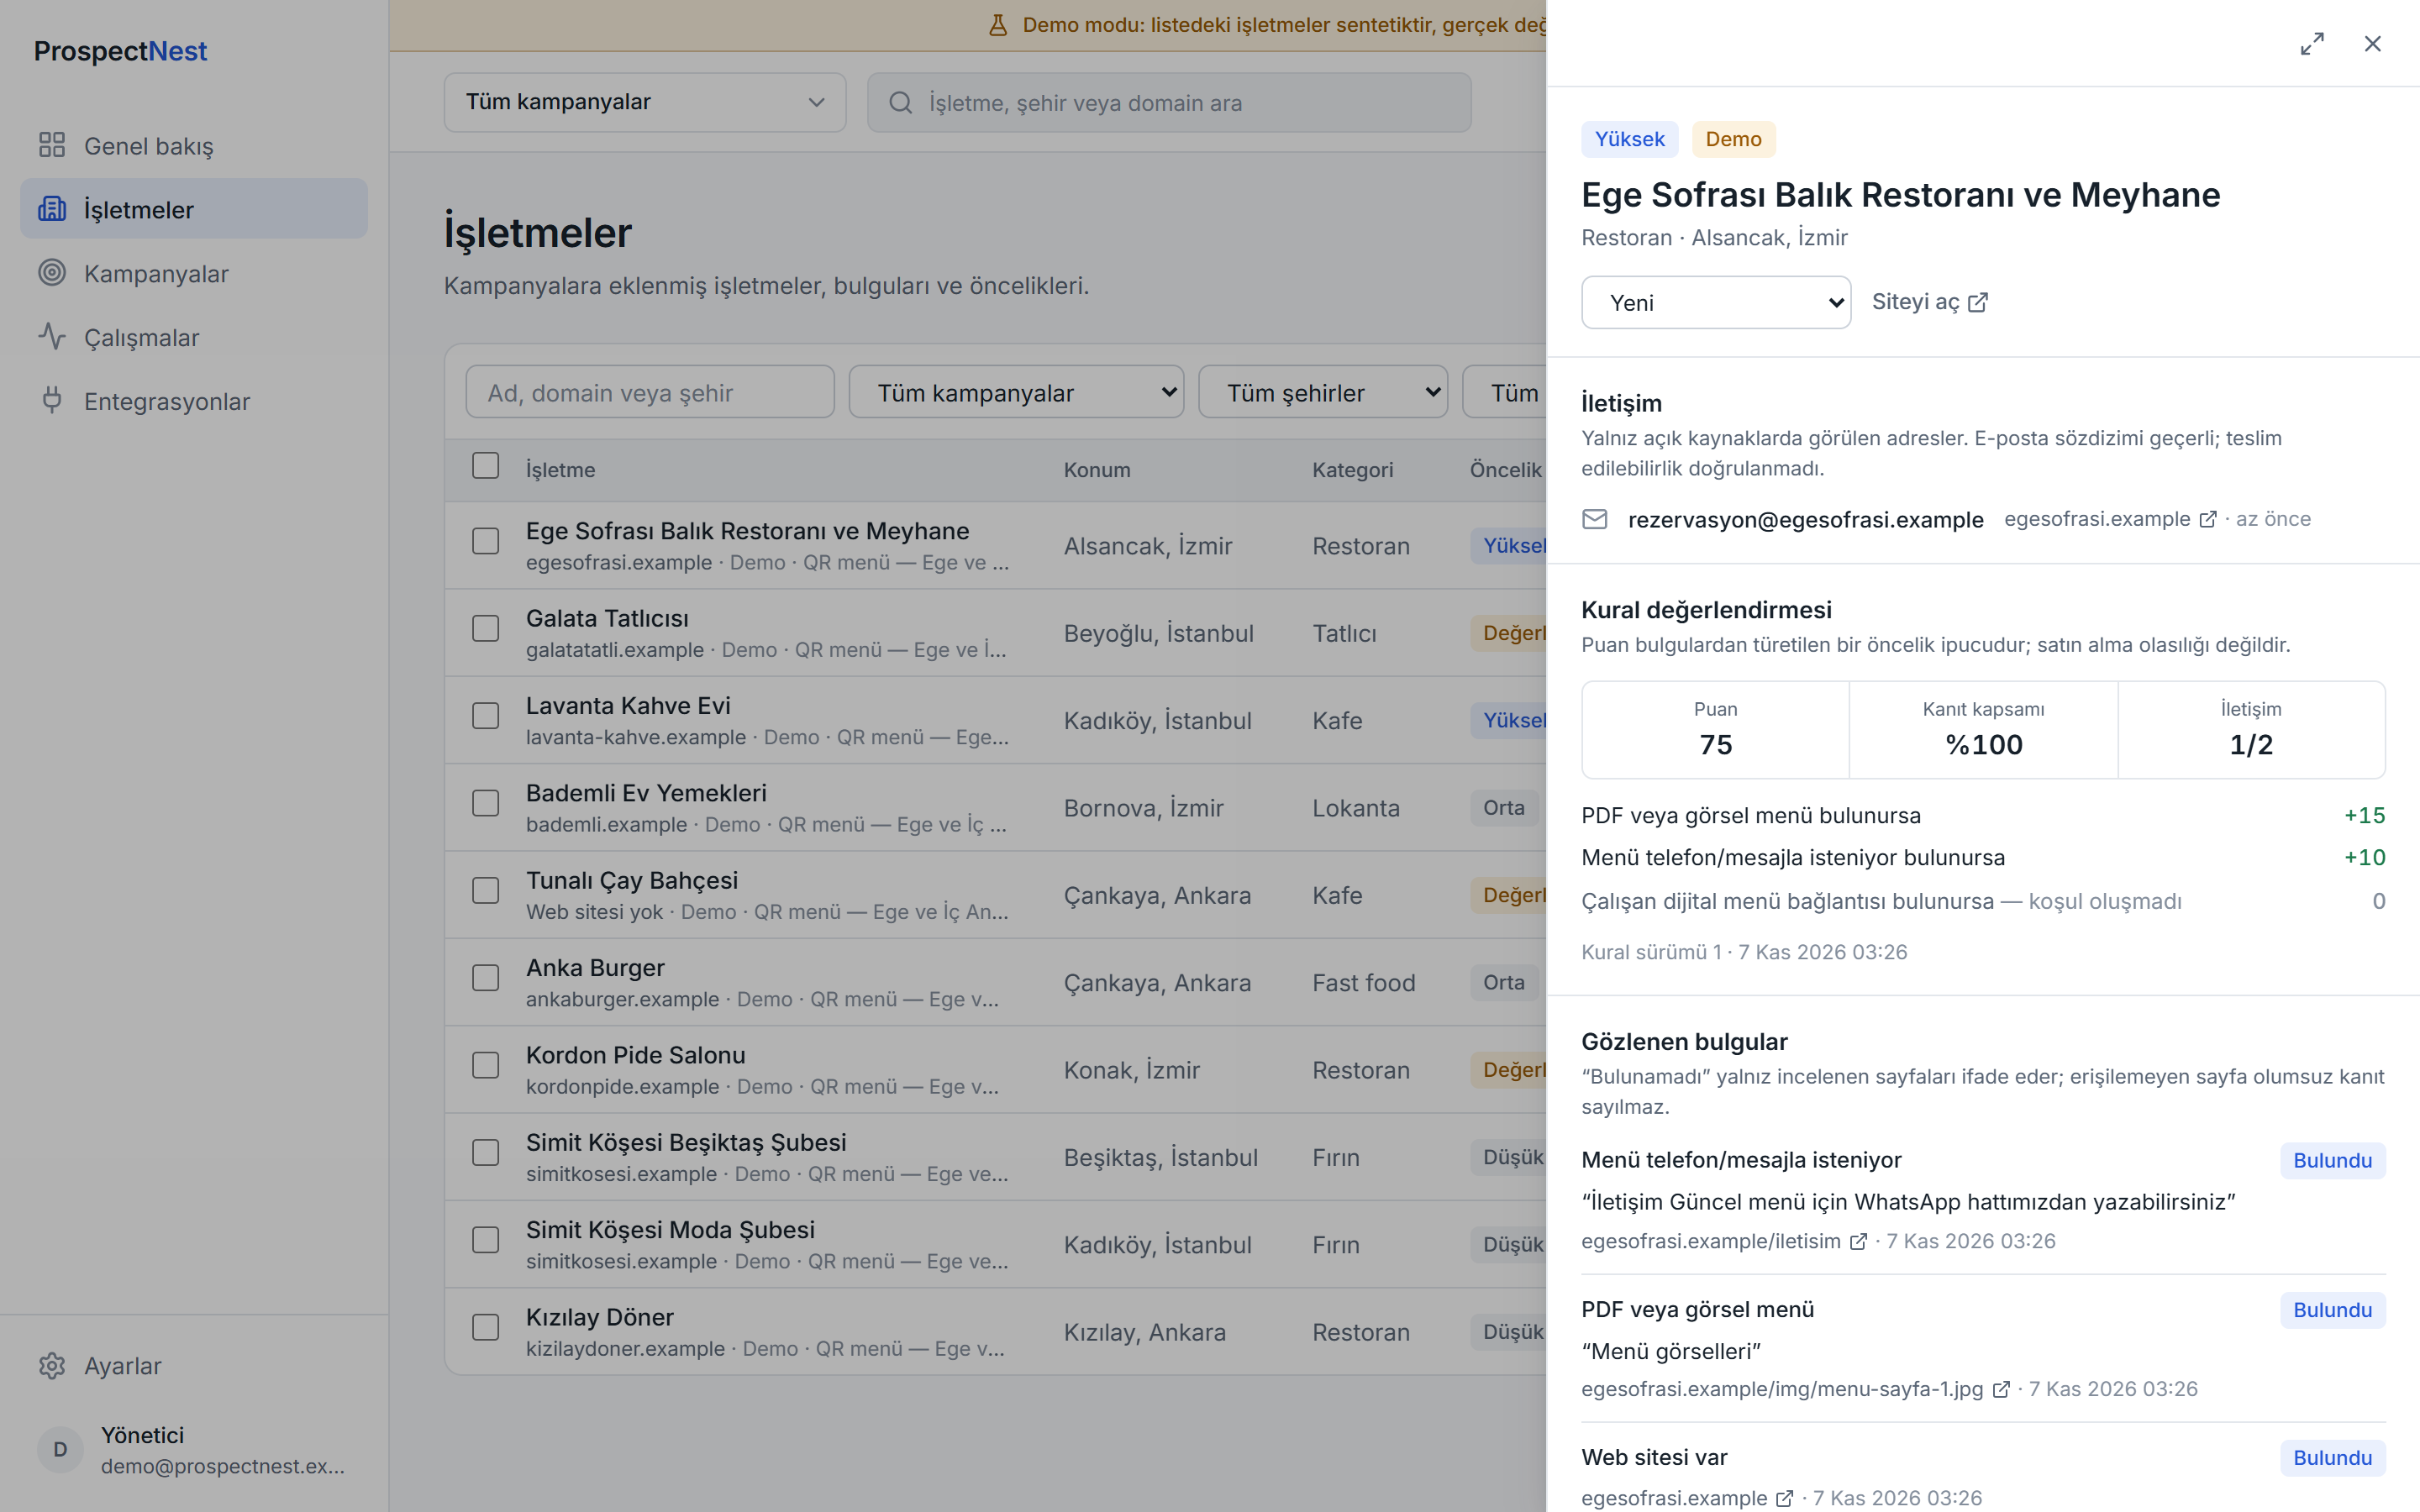 ProspectNest
Genel bakış
İşletmeler
Kampanyalar
Çalışmalar
Entegrasyonlar
Ayarlar
D
Yönetici
demo@prospectnest.ex...
Demo modu: listedeki işletmeler sentetiktir, gerçek değ
Tüm kampanyalar
İşletme, şehir veya domain ara
İşletmeler
Kampanyalara eklenmiş işletmeler, bulguları ve öncelikleri.
Ad, domain veya şehir
Tüm kampanyalar
Tüm şehirler
Tüm
İşletme Konum Kategori Öncelik
Ege Sofrası Balık Restoranı ve Meyhane
egesofrasi.example · Demo · QR menü — Ege ve ...
Alsancak, İzmir Restoran Yüksel
Galata Tatlıcısı
galatatatli.example · Demo · QR menü — Ege ve İ...
Beyoğlu, İstanbul Tatlıcı Değerl
Lavanta Kahve Evi
lavanta-kahve.example · Demo · QR menü — Ege...
Kadıköy, İstanbul Kafe Yüksel
Bademli Ev Yemekleri
bademli.example · Demo · QR menü — Ege ve İç ...
Bornova, İzmir Lokanta Orta
Tunalı Çay Bahçesi
Web sitesi yok · Demo · QR menü — Ege ve İç An...
Çankaya, Ankara Kafe Değerl
Anka Burger
ankaburger.example · Demo · QR menü — Ege v...
Çankaya, Ankara Fast food Orta
Kordon Pide Salonu
kordonpide.example · Demo · QR menü — Ege v...
Konak, İzmir Restoran Değerl
Simit Köşesi Beşiktaş Şubesi
simitkosesi.example · Demo · QR menü — Ege ve...
Beşiktaş, İstanbul Fırın Düşük
Simit Köşesi Moda Şubesi
simitkosesi.example · Demo · QR menü — Ege ve...
Kadıköy, İstanbul Fırın Düşük
Kızılay Döner
kizilaydoner.example · Demo · QR menü — Ege v...
Kızılay, Ankara Restoran Düşük
Yüksek Demo
Ege Sofrası Balık Restoranı ve Meyhane
Restoran · Alsancak, İzmir
Yeni
Siteyi aç
İletişim
Yalnız açık kaynaklarda görülen adresler. E-posta sözdizimi geçerli; teslim
edilebilirlik doğrulanmadı.
rezervasyon@egesofrasi.example egesofrasi.example · az önce
Kural değerlendirmesi
Puan bulgulardan türetilen bir öncelik ipucudur; satın alma olasılığı değildir.
Puan Kanıt kapsamı İletişim
75 %100 1/2
PDF veya görsel menü bulunursa +15
Menü telefon/mesajla isteniyor bulunursa +10
Çalışan dijital menü bağlantısı bulunursa — koşul oluşmadı 0
Kural sürümü 1 · 7 Kas 2026 03:26
Gözlenen bulgular
“Bulunamadı” yalnız incelenen sayfaları ifade eder; erişilemeyen sayfa olumsuz kanıt
sayılmaz.
Menü telefon/mesajla isteniyor Bulundu
“İletişim Güncel menü için WhatsApp hattımızdan yazabilirsiniz”
egesofrasi.example/iletisim · 7 Kas 2026 03:26
PDF veya görsel menü Bulundu
“Menü görselleri”
egesofrasi.example/img/menu-sayfa-1.jpg · 7 Kas 2026 03:26
Web sitesi var Bulundu
egesofrasi.example · 7 Kas 2026 03:26